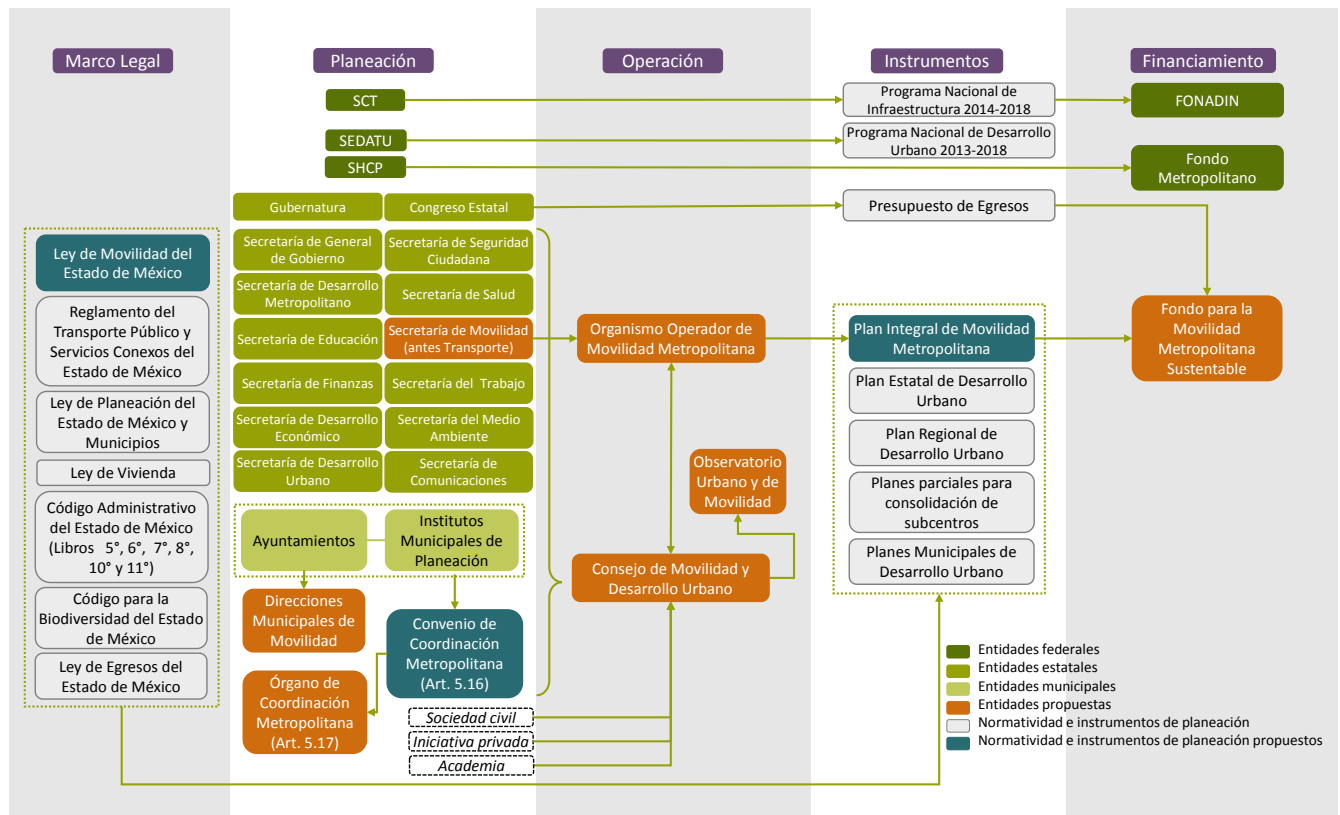 Marco Legal
Planeación
Operación
Instrumentos
Financiamiento
SCT
Programa Nacional de
Infraestructura 2014-2018
FONADIN
SEDATU
Programa Nacional de Desarrollo
Urbano 2013-2018
SHCP
Fondo
Metropolitano
Gubernatura
Congreso Estatal
Presupuesto de Egresos
Ley de Movilidad del
Estado de México
Reglamento del
Transporte Público y
Servicios Conexos del
Estado de México
Ley de Planeación del
Estado de México y
Municipios
Ley de Vivienda
Código Administrativo
del Estado de México
(Libros 5°, 6°, 7°, 8°,
10° y 11°)
Código para la
Biodiversidad del Estado
de México
Ley de Egresos del
Estado de México
Secretaría de General
de Gobierno
Secretaría de Seguridad
Ciudadana
Secretaría de Desarrollo
Metropolitano
Secretaría de Salud
Secretaría de Educación
Secretaría de Movilidad
(antes Transporte)
Secretaría de Finanzas
Secretaría del Trabajo
Secretaría de Desarrollo
Económico
Secretaría del Medio
Ambiente
Secretaría de Desarrollo
Urbano
Secretaría de
Comunicaciones
Ayuntamientos
Institutos
Municipales de
Planeación
Direcciones
Municipales de
Movilidad
Convenio de
Coordinación
Metropolitana
(Art. 5.16)
Órgano de
Coordinación
Metropolitana
(Art. 5.17)
Sociedad civil
Iniciativa privada
Academia
Organismo Operador de
Movilidad Metropolitana
Observatorio
Urbano y de
Movilidad
Consejo de Movilidad y
Desarrollo Urbano
Plan Integral de Movilidad
Metropolitana
Plan Estatal de Desarrollo
Urbano
Plan Regional de
Desarrollo Urbano
Planes parciales para
consolidación de
subcentros
Planes Municipales de
Desarrollo Urbano
Fondo para la
Movilidad
Metropolitana
Sustentable
Entidades federales
Entidades estatales
Entidades municipales
Entidades propuestas
Normatividad e instrumentos de planeación
Normatividad e instrumentos de planeación propuestos